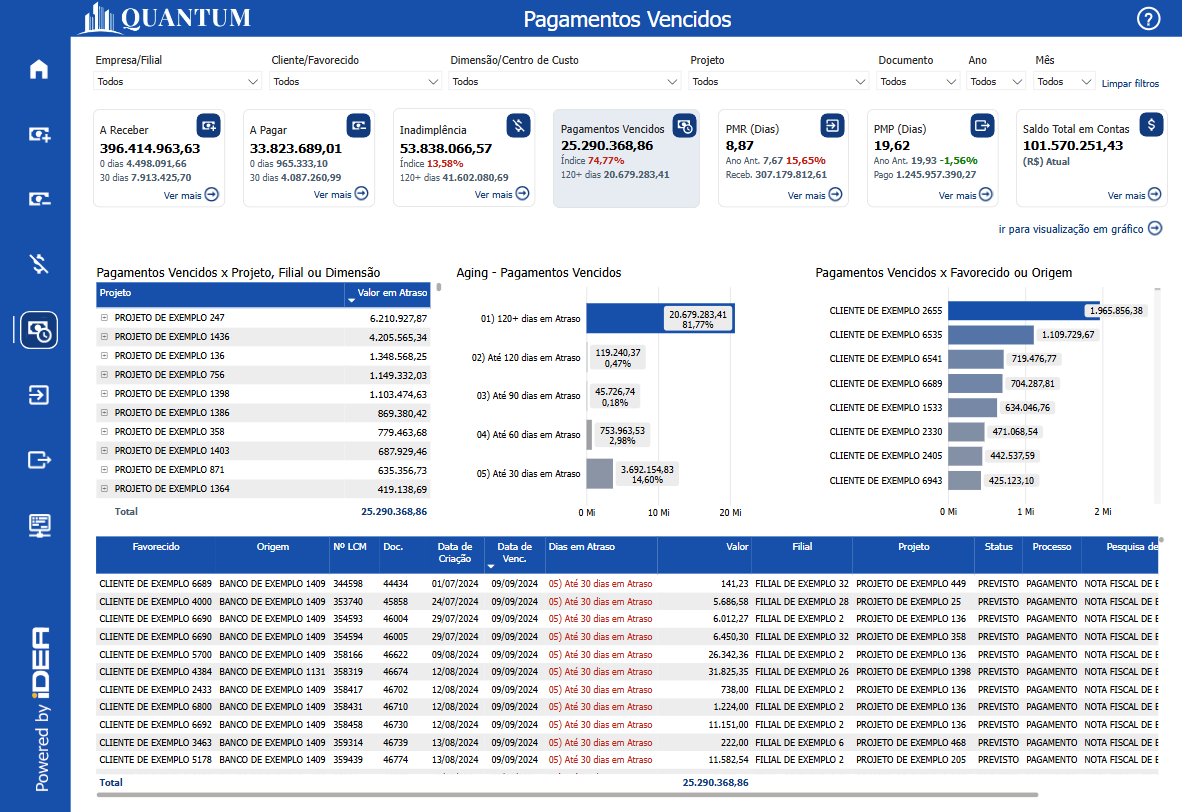 QUANTUM
Pagamentos Vencidos
?
Empresa/Filial Cliente/Favorecido Dimensão/Centro de Custo Projeto Documento Ano Mês
Todos Todos Todos Todos Todos Todos Todos Limpar filtros
A Receber
396.414.963,63
0 dias 4.498.091,66
30 dias 7.913.425,70
Ver mais
A Pagar
33.823.689,01
0 dias 965.333,10
30 dias 4.087.260,99
Ver mais
Inadimplência
53.838.066,57
Índice 13,58%
120+ dias 41.602.080,69
Ver mais
Pagamentos Vencidos
25.290.368,86
Índice 74,77%
120+ dias 20.679.283,41
PMR (Dias)
8,87
Ano Ant. 7,67 15,65%
Receb. 307.179.812,61
Ver mais
PMP (Dias)
19,62
Ano Ant. 19,93 -1,56%
Pago 1.245.957.390,27
Ver mais
$
Saldo Total em Contas
101.570.251,43
(R$) Atual
Ver mais
ir para visualização em gráfico
Pagamentos Vencidos x Projeto, Filial ou Dimensão
Projeto Valor em Atraso
PROJETO DE EXEMPLO 247 6.210.927,87
PROJETO DE EXEMPLO 1436 4.205.565,34
PROJETO DE EXEMPLO 136 1.348.568,25
PROJETO DE EXEMPLO 756 1.149.332,03
PROJETO DE EXEMPLO 1398 1.103.474,63
PROJETO DE EXEMPLO 1386 869.380,42
PROJETO DE EXEMPLO 358 779.463,68
PROJETO DE EXEMPLO 1403 687.929,46
PROJETO DE EXEMPLO 871 635.356,73
PROJETO DE EXEMPLO 1364 419.138,69
Total 25.290.368,86
Aging - Pagamentos Vencidos
01) 120+ dias em Atraso 20.679.283,41
81,77%
02) Até 120 dias em Atraso 119.240,37
0,47%
03) Até 90 dias em Atraso 45.726,74
0,18%
04) Até 60 dias em Atraso 753.963,53
2,98%
05) Até 30 dias em Atraso 3.692.154,83
14,60%
0 Mi 10 Mi 20 Mi
Pagamentos Vencidos x Favorecido ou Origem
CLIENTE DE EXEMPLO 2655 1.965.856,38
CLIENTE DE EXEMPLO 6535 1.109.729,67
CLIENTE DE EXEMPLO 6541 719.476,77
CLIENTE DE EXEMPLO 6689 704.287,81
CLIENTE DE EXEMPLO 1533 634.046,76
CLIENTE DE EXEMPLO 2330 471.068,54
CLIENTE DE EXEMPLO 2405 442.537,59
CLIENTE DE EXEMPLO 6943 425.123,10
0 Mi 1 Mi 2 Mi
Favorecido Origem Nº LCM Doc. Data de Criação Data de Venc. Dias em Atraso Valor Filial Projeto Status Processo Pesquisa de
CLIENTE DE EXEMPLO 6689 BANCO DE EXEMPLO 1409 344598 44434 01/07/2024 09/09/2024 05) Até 30 dias em Atraso 141,23 FILIAL DE EXEMPLO 32 PROJETO DE EXEMPLO 449 PREVISTO PAGAMENTO NOTA FISCAL DE E
CLIENTE DE EXEMPLO 4000 BANCO DE EXEMPLO 1409 353740 45858 24/07/2024 09/09/2024 05) Até 30 dias em Atraso 5.686,58 FILIAL DE EXEMPLO 28 PROJETO DE EXEMPLO 25 PREVISTO PAGAMENTO NOTA FISCAL DE E
CLIENTE DE EXEMPLO 6690 BANCO DE EXEMPLO 1409 354593 46004 29/07/2024 09/09/2024 05) Até 30 dias em Atraso 6.012,27 FILIAL DE EXEMPLO 2 PROJETO DE EXEMPLO 136 PREVISTO PAGAMENTO NOTA FISCAL DE E
CLIENTE DE EXEMPLO 6690 BANCO DE EXEMPLO 1409 354594 46005 29/07/2024 09/09/2024 05) Até 30 dias em Atraso 6.450,30 FILIAL DE EXEMPLO 32 PROJETO DE EXEMPLO 358 PREVISTO PAGAMENTO NOTA FISCAL DE E
CLIENTE DE EXEMPLO 5700 BANCO DE EXEMPLO 1409 358166 46622 09/08/2024 09/09/2024 05) Até 30 dias em Atraso 26.342,36 FILIAL DE EXEMPLO 2 PROJETO DE EXEMPLO 136 PREVISTO PAGAMENTO NOTA FISCAL DE E
CLIENTE DE EXEMPLO 4384 BANCO DE EXEMPLO 1131 358319 46674 12/08/2024 09/09/2024 05) Até 30 dias em Atraso 31.825,35 FILIAL DE EXEMPLO 26 PROJETO DE EXEMPLO 1398 PREVISTO PAGAMENTO NOTA FISCAL DE E
CLIENTE DE EXEMPLO 2433 BANCO DE EXEMPLO 1409 358417 46702 12/08/2024 09/09/2024 05) Até 30 dias em Atraso 738,00 FILIAL DE EXEMPLO 2 PROJETO DE EXEMPLO 136 PREVISTO PAGAMENTO NOTA FISCAL DE E
CLIENTE DE EXEMPLO 6800 BANCO DE EXEMPLO 1409 358431 46710 12/08/2024 09/09/2024 05) Até 30 dias em Atraso 1.224,00 FILIAL DE EXEMPLO 2 PROJETO DE EXEMPLO 136 PREVISTO PAGAMENTO NOTA FISCAL DE E
CLIENTE DE EXEMPLO 6692 BANCO DE EXEMPLO 1409 358458 46730 12/08/2024 09/09/2024 05) Até 30 dias em Atraso 11.151,00 FILIAL DE EXEMPLO 2 PROJETO DE EXEMPLO 136 PREVISTO PAGAMENTO NOTA FISCAL DE E
CLIENTE DE EXEMPLO 3463 BANCO DE EXEMPLO 1409 359314 46739 13/08/2024 09/09/2024 05) Até 30 dias em Atraso 222,00 FILIAL DE EXEMPLO 6 PROJETO DE EXEMPLO 468 PREVISTO PAGAMENTO NOTA FISCAL DE E
CLIENTE DE EXEMPLO 5178 BANCO DE EXEMPLO 1409 359439 46774 13/08/2024 09/09/2024 05) Até 30 dias em Atraso 11.582,54 FILIAL DE EXEMPLO 2 PROJETO DE EXEMPLO 205 PREVISTO PAGAMENTO NOTA FISCAL DE E
Total 25.290.368,86
Powered by iDEA